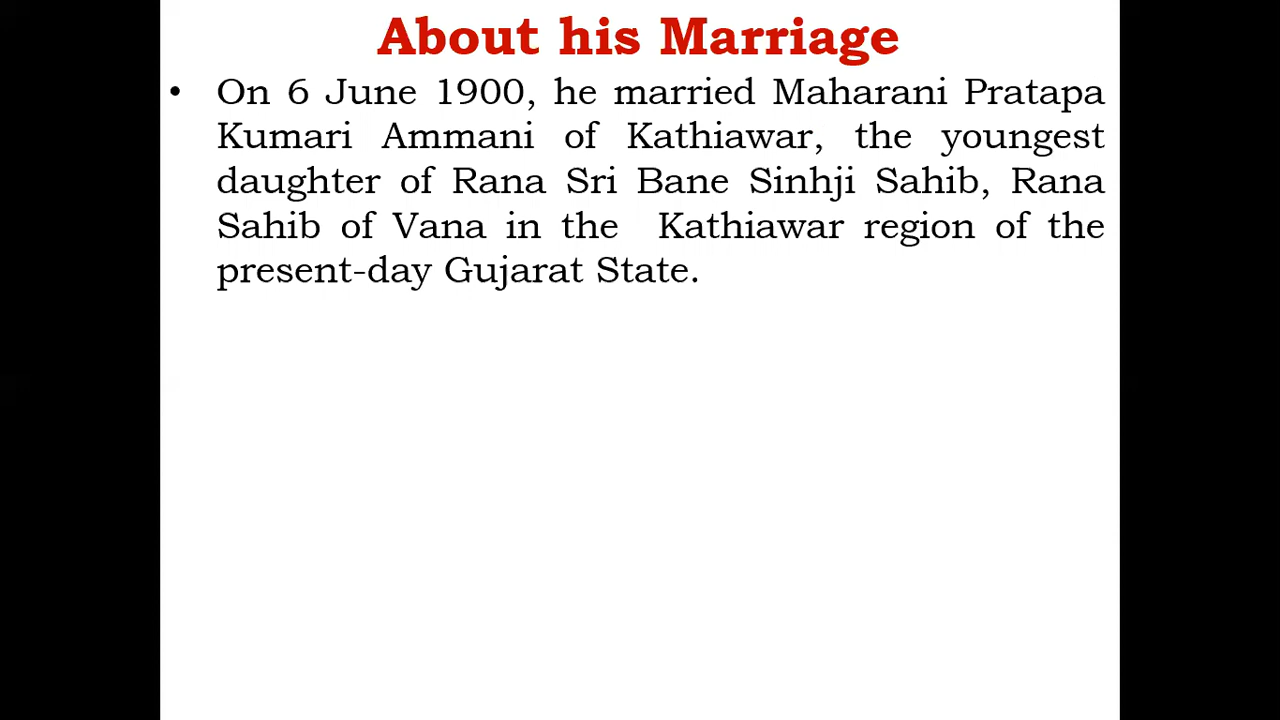 About his Marriage
• On 6 June 1900, he married Maharani Pratapa
Kumari Ammani of Kathiawar, the youngest
daughter of Rana Sri Bane Sinhji Sahib, Rana
Sahib of Vana in the Kathiawar region of the
present-day Gujarat State.